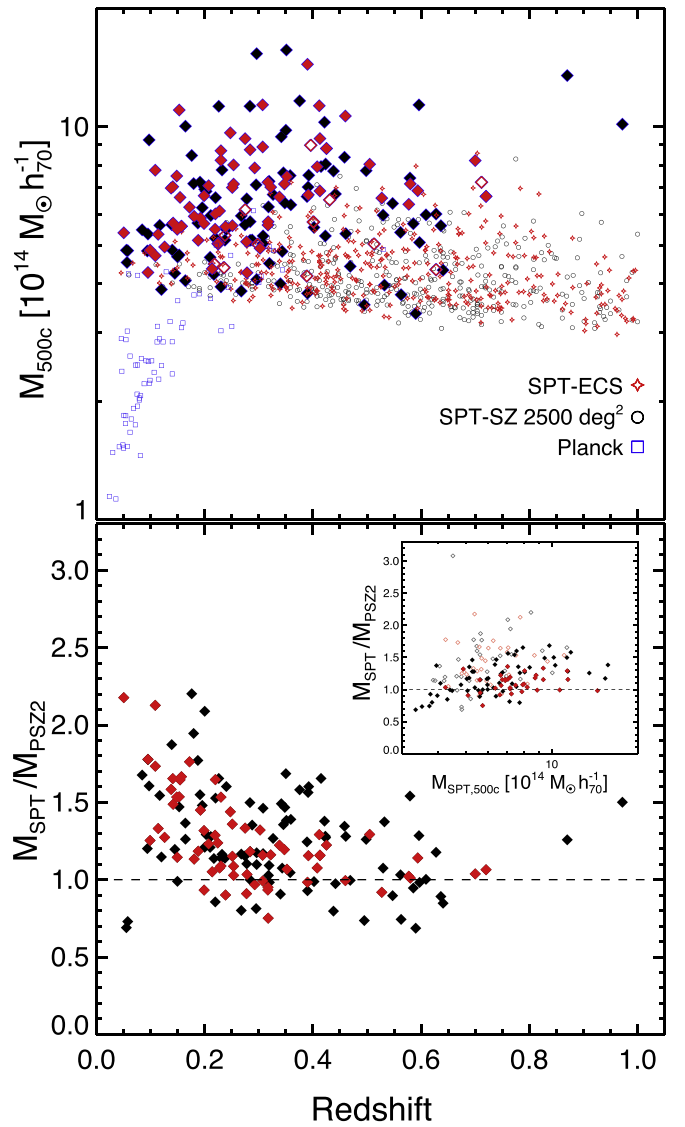 10
M500c [10^14 M⊙ h70^-1]
SPT-ECS
SPT-SZ 2500 deg^2
Planck
1
3.0
2.5
2.0
1.5
1.0
0.5
0.0
MSPT/MPSZ2
3.0
2.5
2.0
1.5
1.0
0.5
0.0
MSPT/MPSZ2
10
MSPT,500c [10^14 M⊙ h70^-1]
0.0 0.2 0.4 0.6 0.8 1.0
Redshift